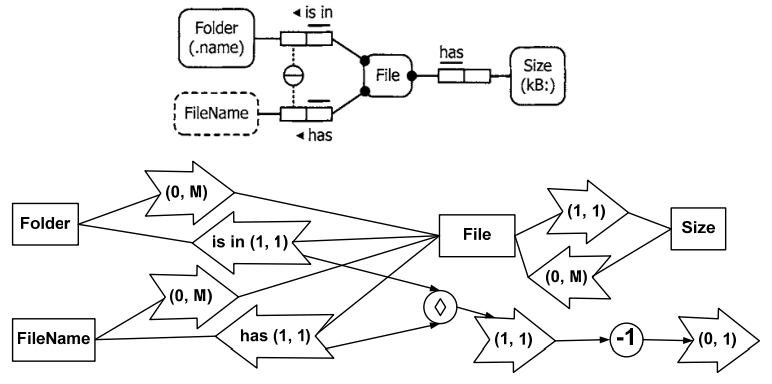 ◄ is in
Folder
(.name)
has
File
Size
(kB:)
FileName
◄ has
(0, M)
(1, 1)
Folder
is in (1, 1)
File
Size
(0, M)
(0, M)
FileName
has (1, 1)
(1, 1)
-1
(0, 1)